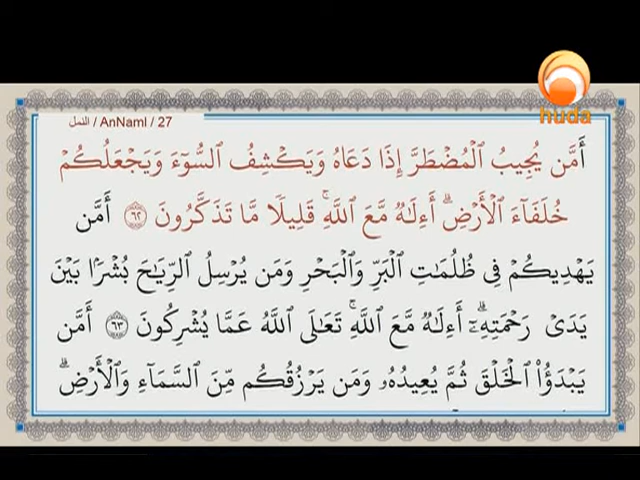 huda
النمل / AnNaml / 27
أَمَّن يُجِيبُ ٱلْمُضْطَرَّ إِذَا دَعَاهُ وَيَكْشِفُ ٱلسُّوٓءَ وَيَجْعَلُكُمْ
خُلَفَآءَ ٱلْأَرْضِ ۗ أَءِلَٰهٌ مَّعَ ٱللَّهِ ۚ قَلِيلًا مَّا تَذَكَّرُونَ ٦٢ أَمَّن
يَهْدِيكُمْ فِى ظُلُمَٰتِ ٱلْبَرِّ وَٱلْبَحْرِ وَمَن يُرْسِلُ ٱلرِّيَٰحَ بُشْرًۢا بَيْنَ
يَدَىْ رَحْمَتِهِۦٓ ۗ أَءِلَٰهٌ مَّعَ ٱللَّهِ ۚ تَعَٰلَى ٱللَّهُ عَمَّا يُشْرِكُونَ ٦٣ أَمَّن
يَبْدَؤُا۟ ٱلْخَلْقَ ثُمَّ يُعِيدُهُۥ وَمَن يَرْزُقُكُم مِّنَ ٱلسَّمَآءِ وَٱلْأَرْضِ ۗ